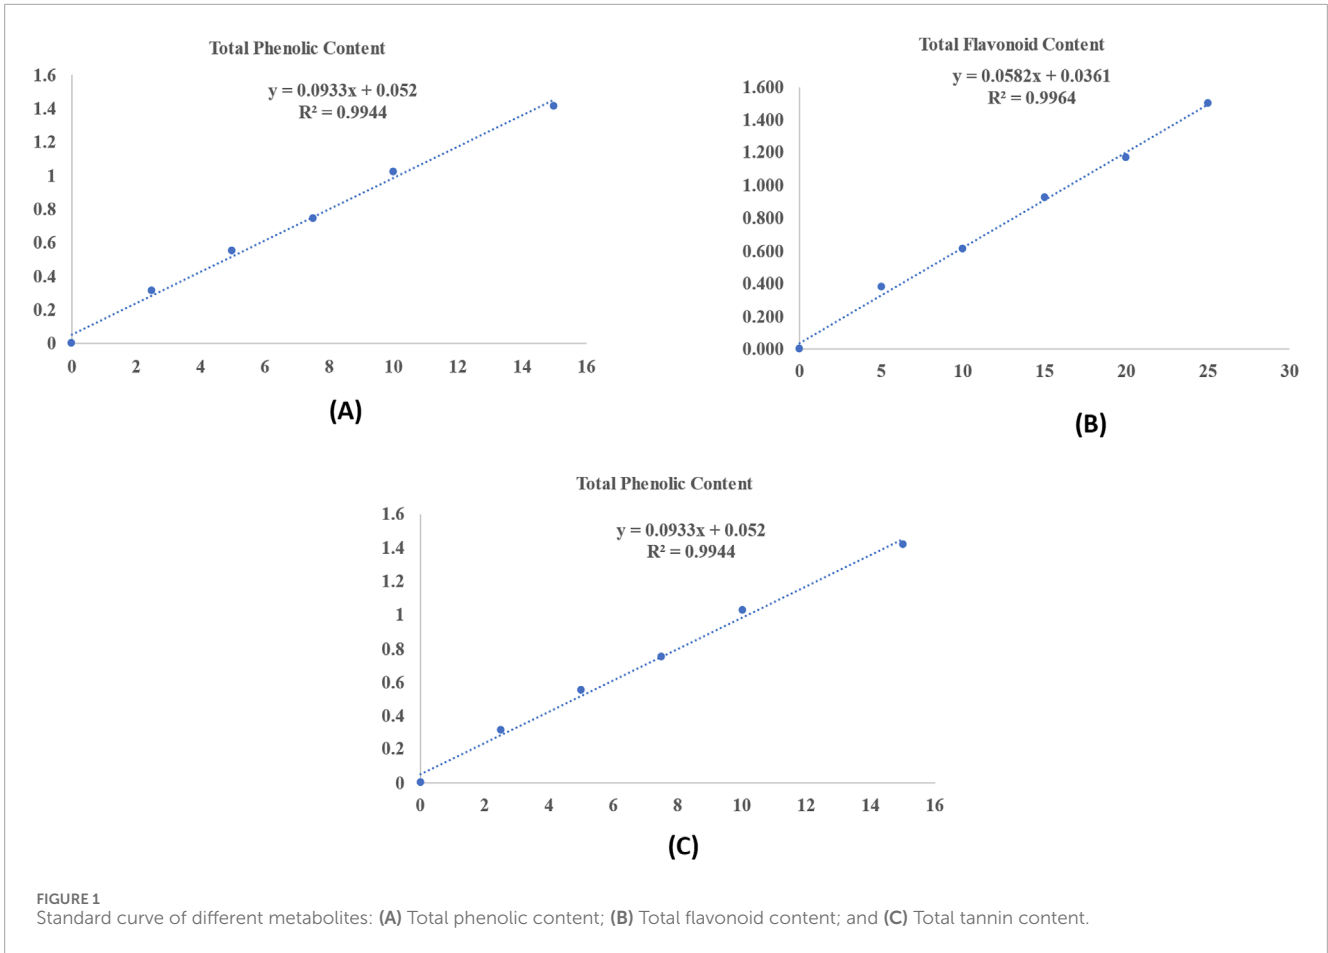 Total Phenolic Content
y = 0.0933x + 0.052
R² = 0.9944
1.6
1.4
1.2
1
0.8
0.6
0.4
0.2
0
0 2 4 6 8 10 12 14 16
(A)
Total Flavonoid Content
y = 0.0582x + 0.0361
R² = 0.9964
1.600
1.400
1.200
1.000
0.800
0.600
0.400
0.200
0.000
0 5 10 15 20 25 30
(B)
Total Phenolic Content
y = 0.0933x + 0.052
R² = 0.9944
1.6
1.4
1.2
1
0.8
0.6
0.4
0.2
0
0 2 4 6 8 10 12 14 16
(C)
FIGURE 1
Standard curve of different metabolites: (A) Total phenolic content; (B) Total flavonoid content; and (C) Total tannin content.